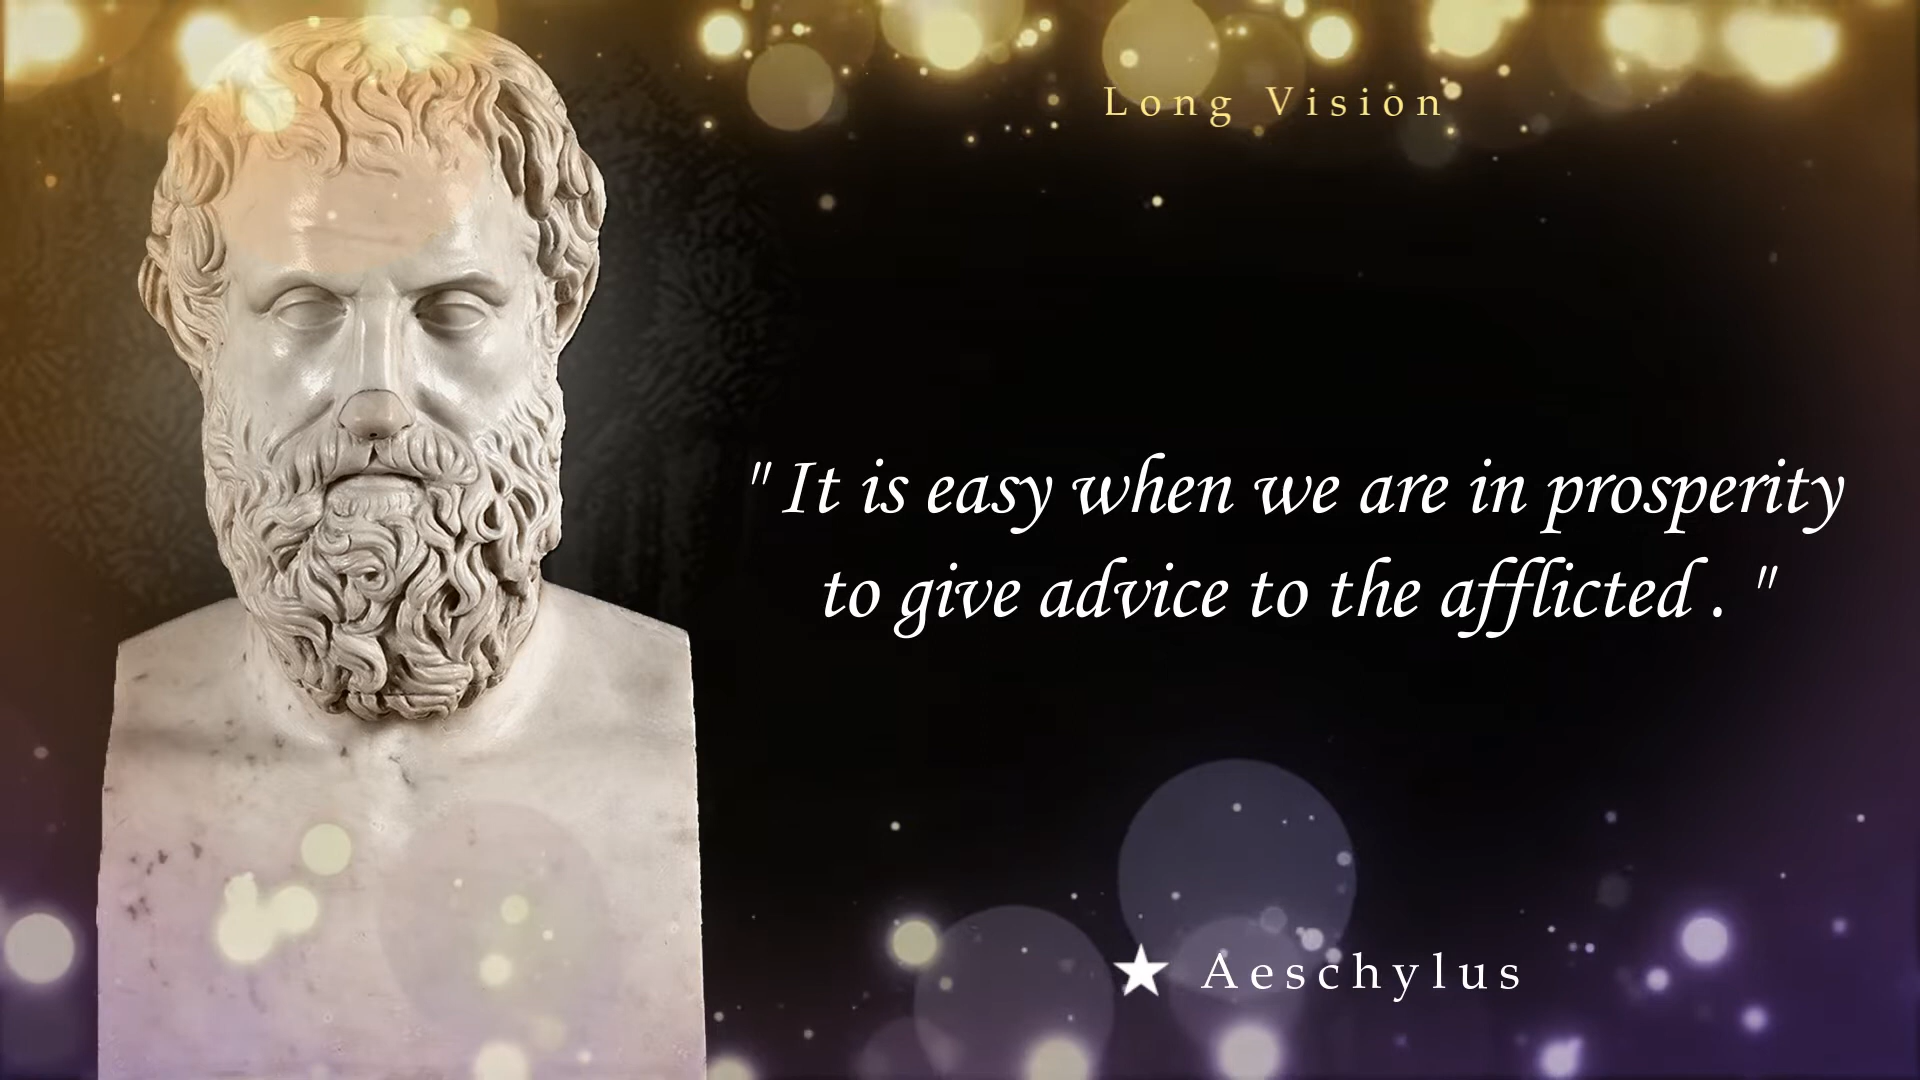 Long Vision
" It is easy when we are in prosperity
to give advice to the afflicted . "
★ Aeschylus